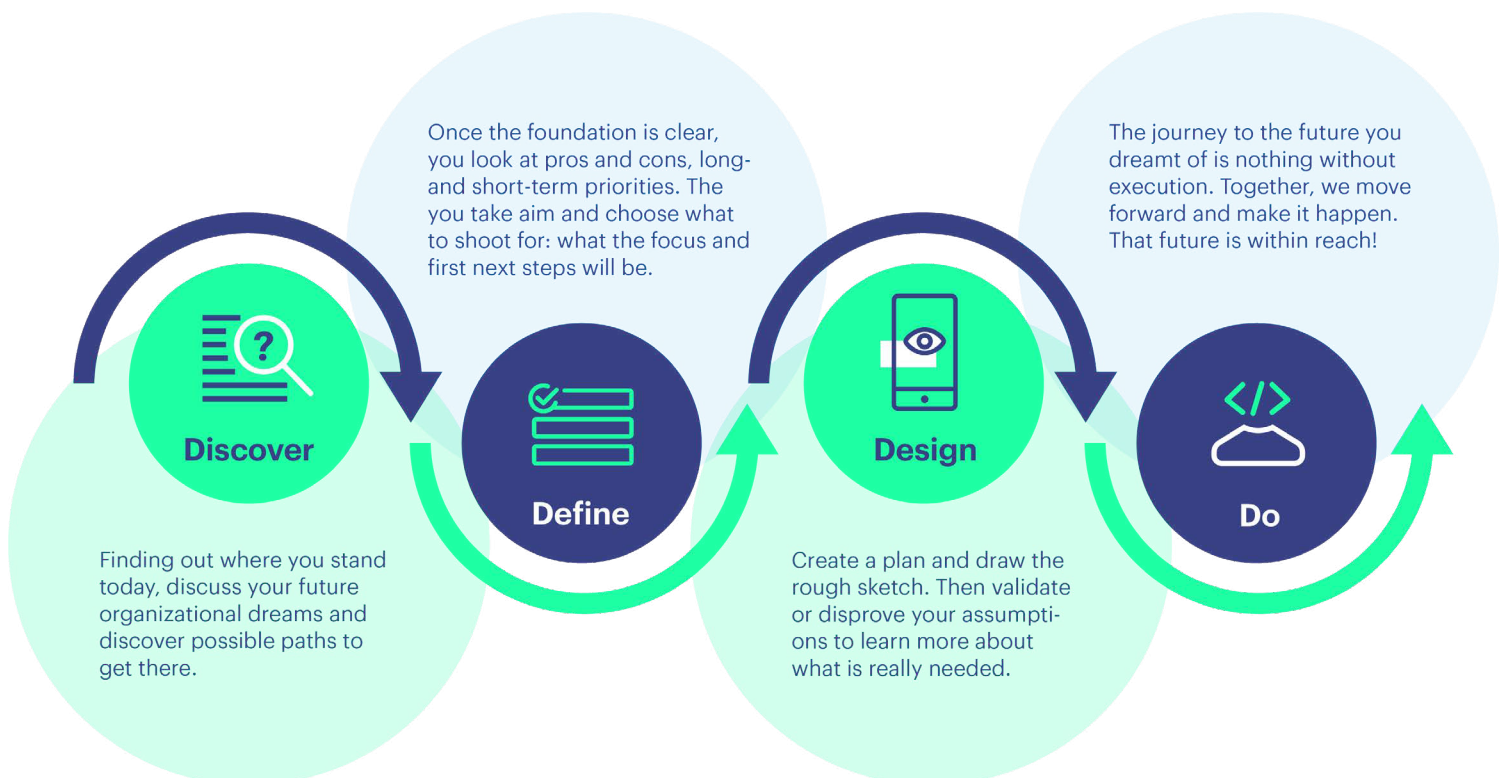 ?
Discover
Finding out where you stand
today, discuss your future
organizational dreams and
discover possible paths to
get there.
Once the foundation is clear,
you look at pros and cons, long-
and short-term priorities. The
you take aim and choose what
to shoot for: what the focus and
first next steps will be.
Define
Design
Create a plan and draw the
rough sketch. Then validate
or disprove your assumpti-
ons to learn more about
what is really needed.
The journey to the future you
dreamt of is nothing without
execution. Together, we move
forward and make it happen.
That future is within reach!
</>
Do